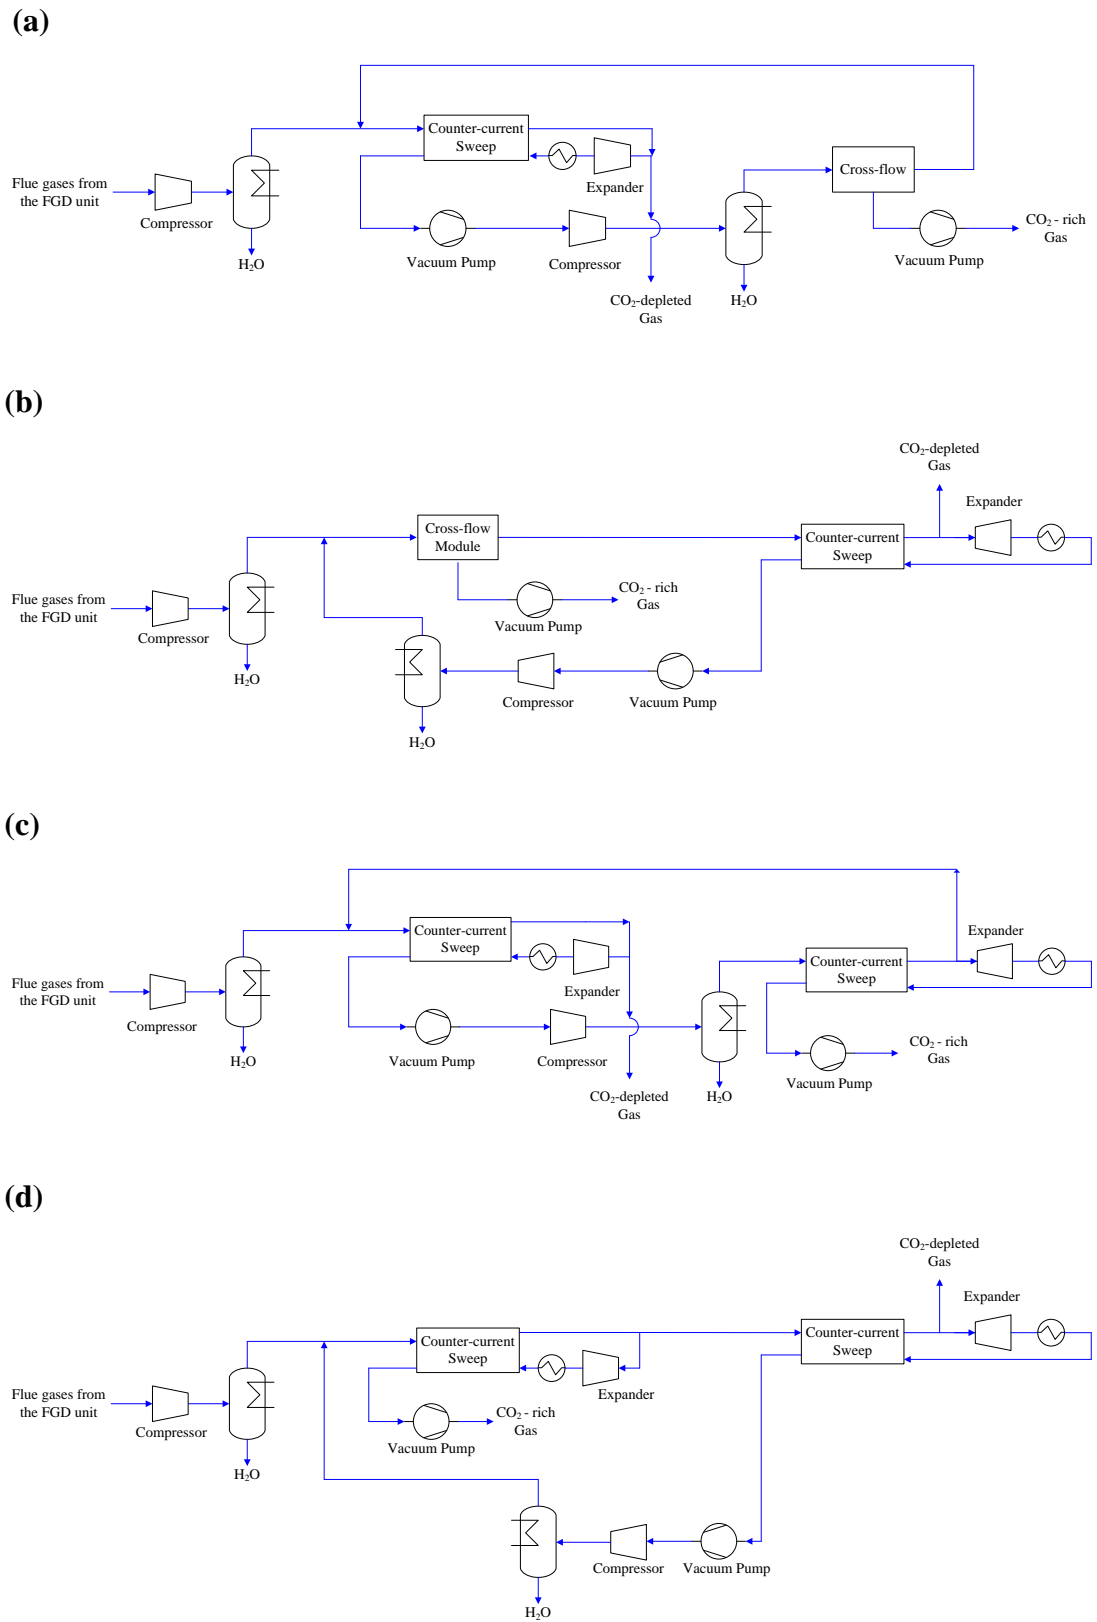 (a)
Counter-current
Sweep
Expander
Cross-flow
Flue gases from
the FGD unit
Compressor
H₂O
Vacuum Pump
Compressor
CO₂-depleted
Gas
H₂O
Vacuum Pump
CO₂ - rich
Gas
(b)
CO₂-depleted
Gas
Expander
Cross-flow
Module
Counter-current
Sweep
Flue gases from
the FGD unit
Compressor
H₂O
Vacuum Pump
CO₂ - rich
Gas
Compressor
Vacuum Pump
H₂O
(c)
Counter-current
Sweep
Expander
Expander
Counter-current
Sweep
Flue gases from
the FGD unit
Compressor
H₂O
Vacuum Pump
Compressor
CO₂-depleted
Gas
H₂O
Vacuum Pump
CO₂ - rich
Gas
(d)
CO₂-depleted
Gas
Expander
Counter-current
Sweep
Expander
Counter-current
Sweep
Flue gases from
the FGD unit
Compressor
H₂O
Vacuum Pump
CO₂ - rich
Gas
Compressor
Vacuum Pump
H₂O